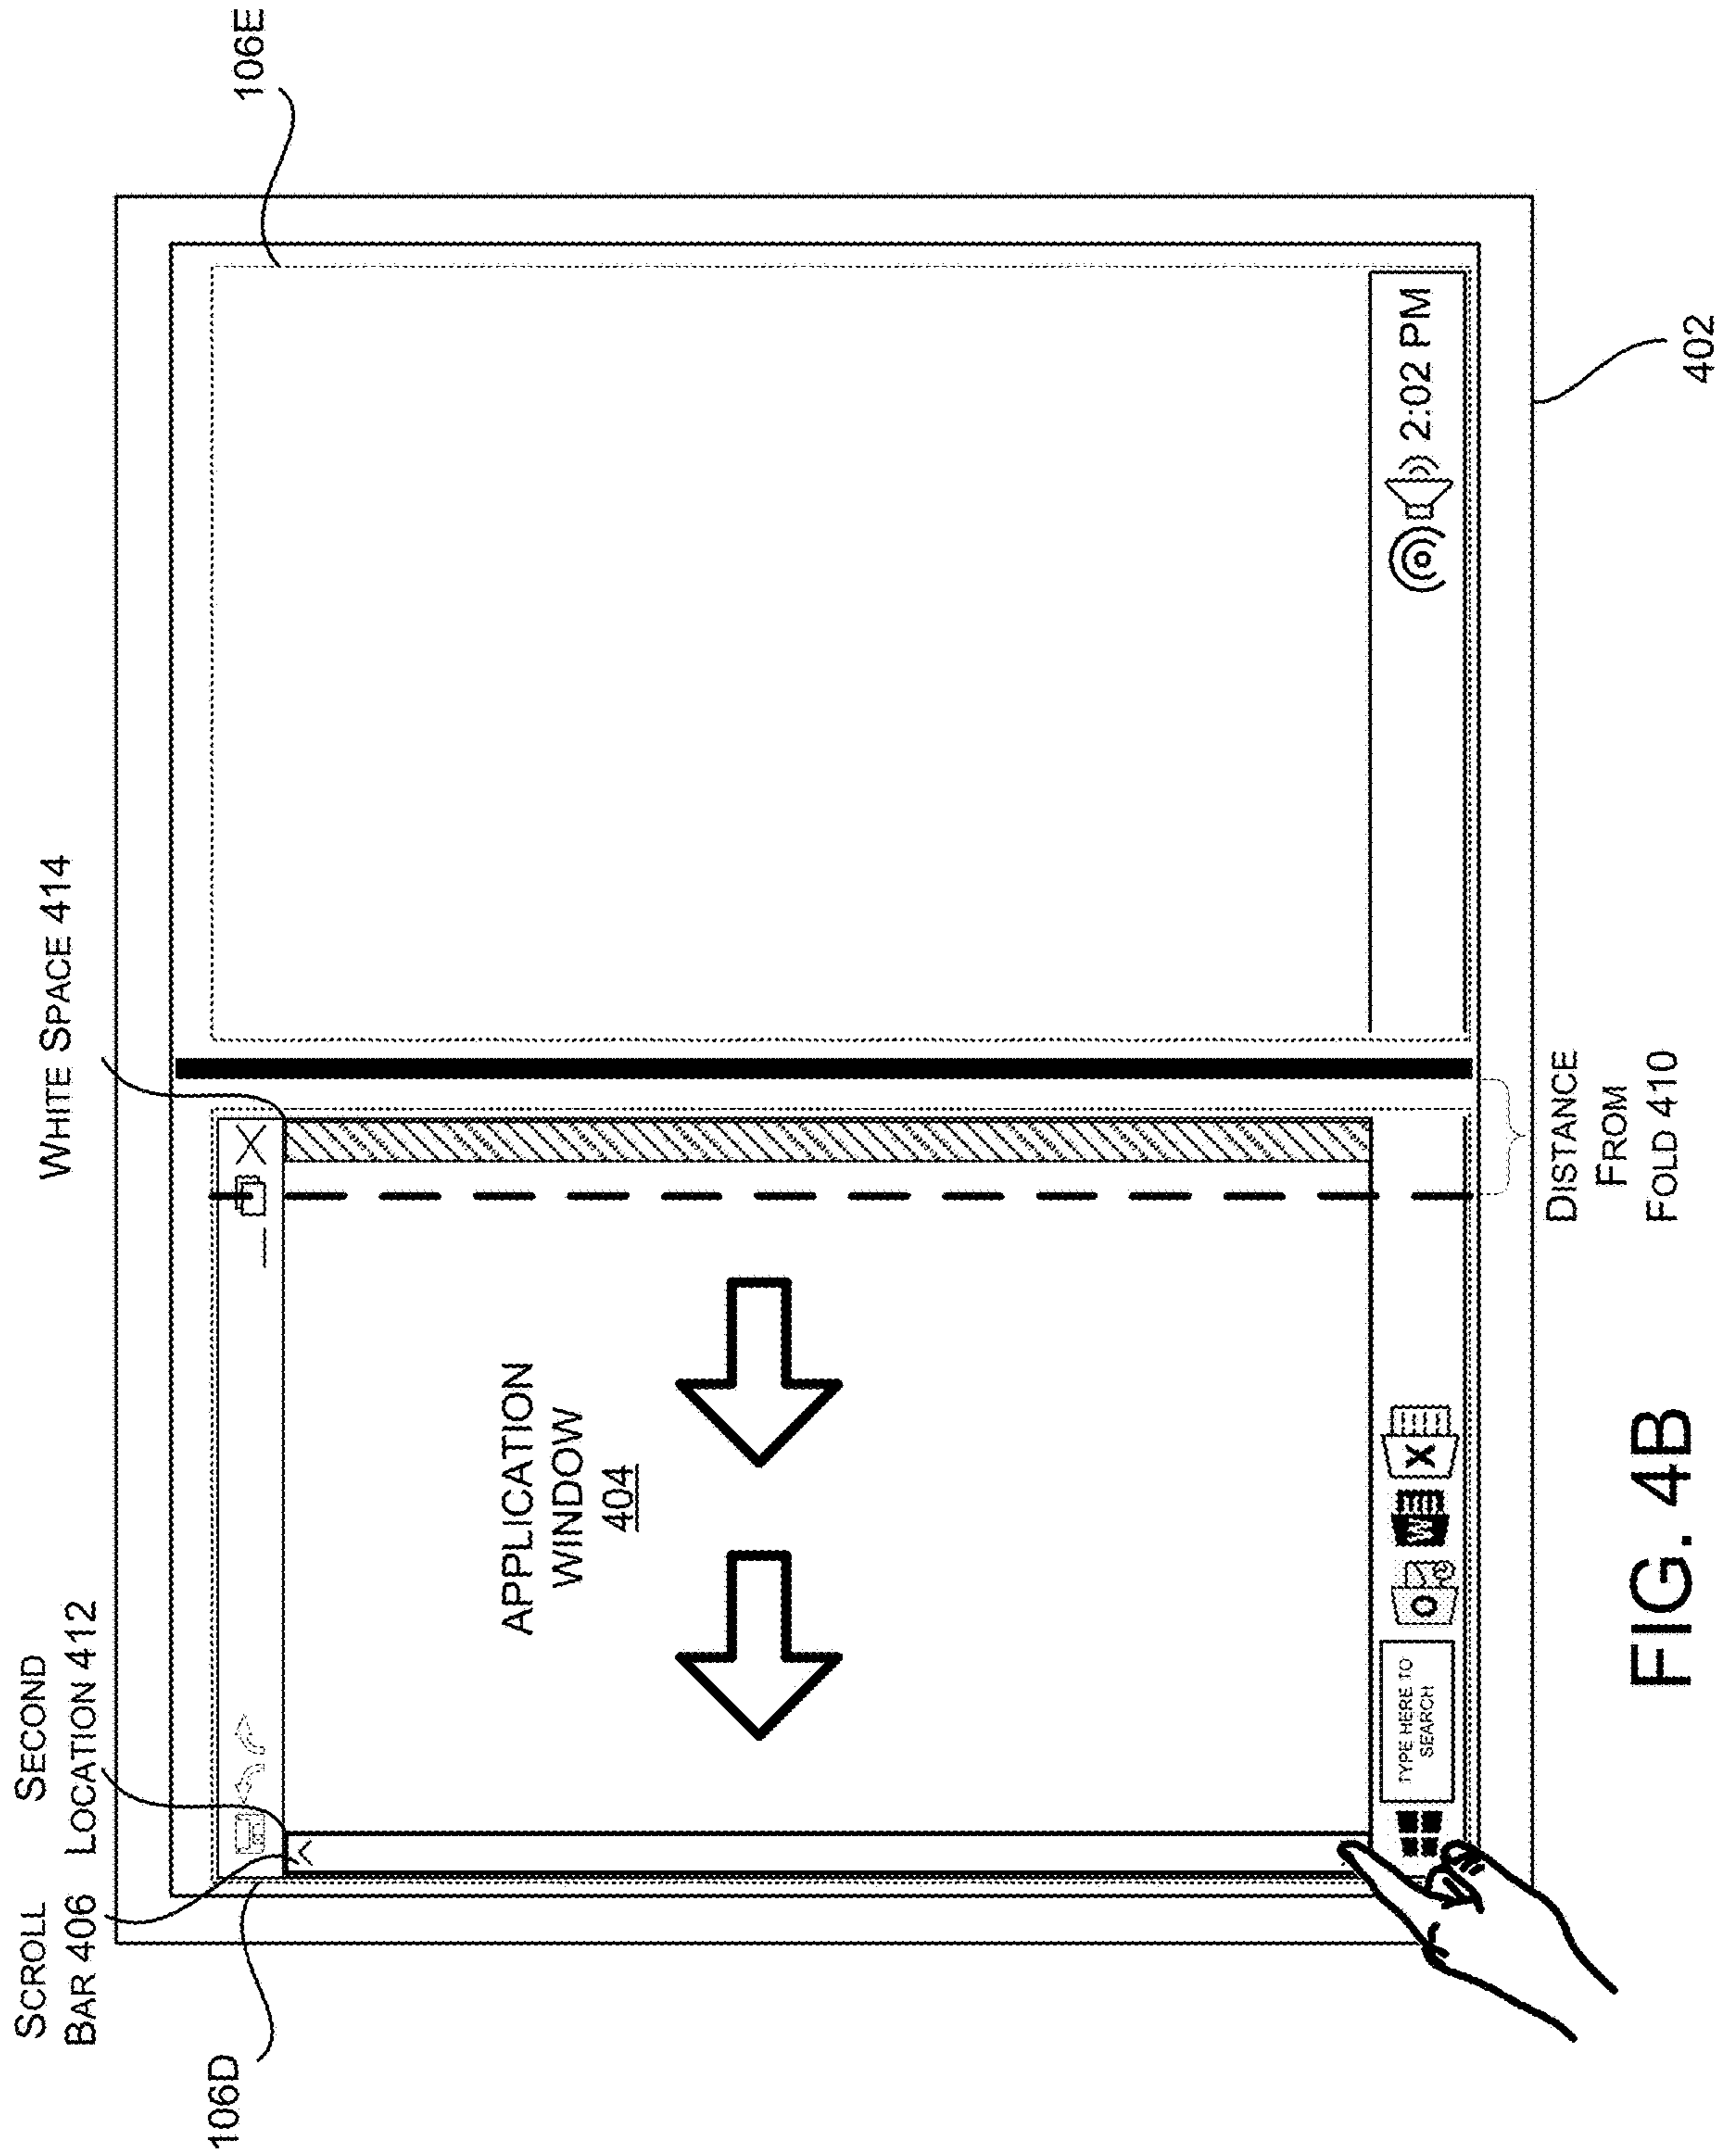 SCROLL
BAR 406
SECOND
LOCATION 412
WHITE SPACE 414
106D
106E
APPLICATION
WINDOW
404
TYPE HERE TO
SEARCH
O
W
X
2:02 PM
DISTANCE
FROM
FOLD 410
402
FIG. 4B